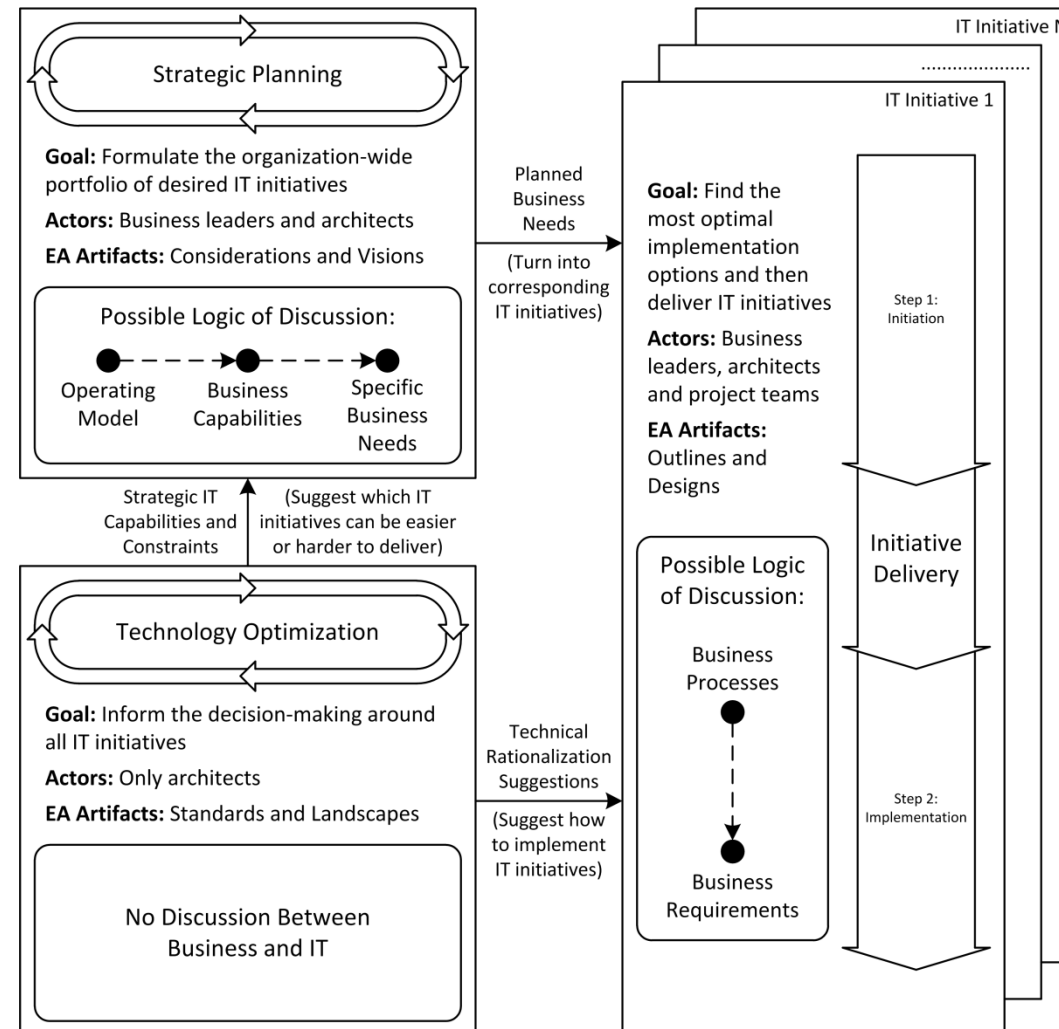 Strategic Planning
Goal: Formulate the organization-wide
portfolio of desired IT initiatives
Actors: Business leaders and architects
EA Artifacts: Considerations and Visions
Possible Logic of Discussion:
Operating
Model
Business
Capabilities
Specific
Business
Needs
Strategic IT
Capabilities and
Constraints
(Suggest which IT
initiatives can be easier
or harder to deliver)
Technology Optimization
Goal: Inform the decision-making around
all IT initiatives
Actors: Only architects
EA Artifacts: Standards and Landscapes
No Discussion Between
Business and IT
Planned
Business
Needs
(Turn into
corresponding
IT initiatives)
Technical
Rationalization
Suggestions
(Suggest how
to implement
IT initiatives)
IT Initiative N
.....................
IT Initiative 1
Goal: Find the
most optimal
implementation
options and then
deliver IT initiatives
Actors: Business
leaders, architects
and project teams
EA Artifacts:
Outlines and
Designs
Possible Logic
of Discussion:
Business
Processes
Business
Requirements
Step 1:
Initiation
Initiative
Delivery
Step 2:
Implementation